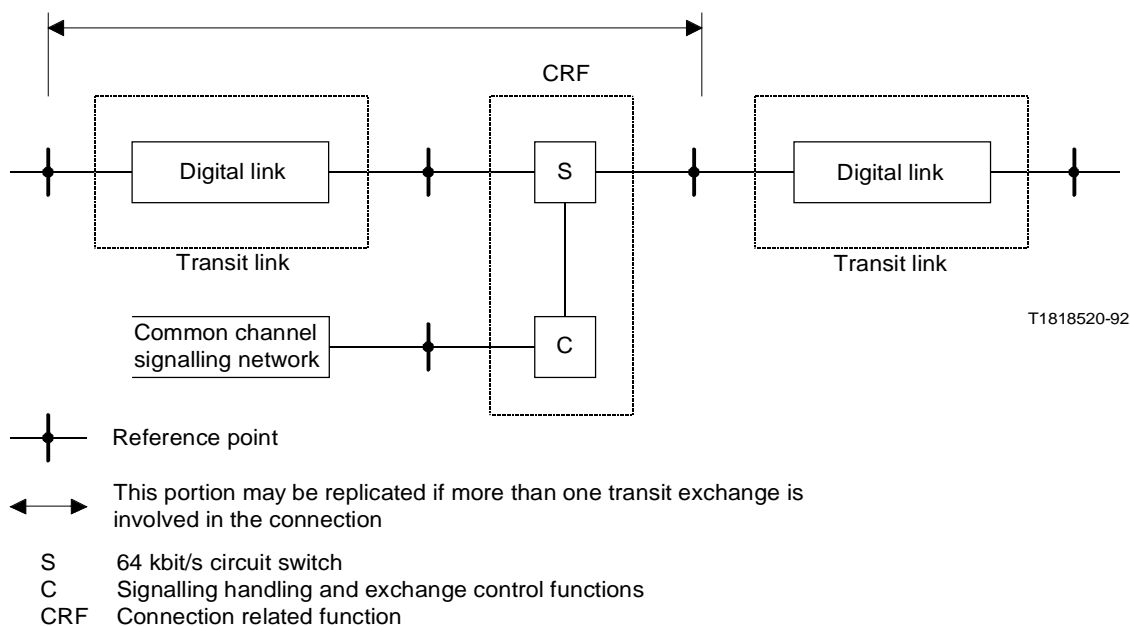 CRF
Digital link
S
Digital link
Transit link
Transit link
T1818520-92
Common channel
signalling network
C
Reference point
This portion may be replicated if more than one transit exchange is
involved in the connection
S 64 kbit/s circuit switch
C Signalling handling and exchange control functions
CRF Connection related function